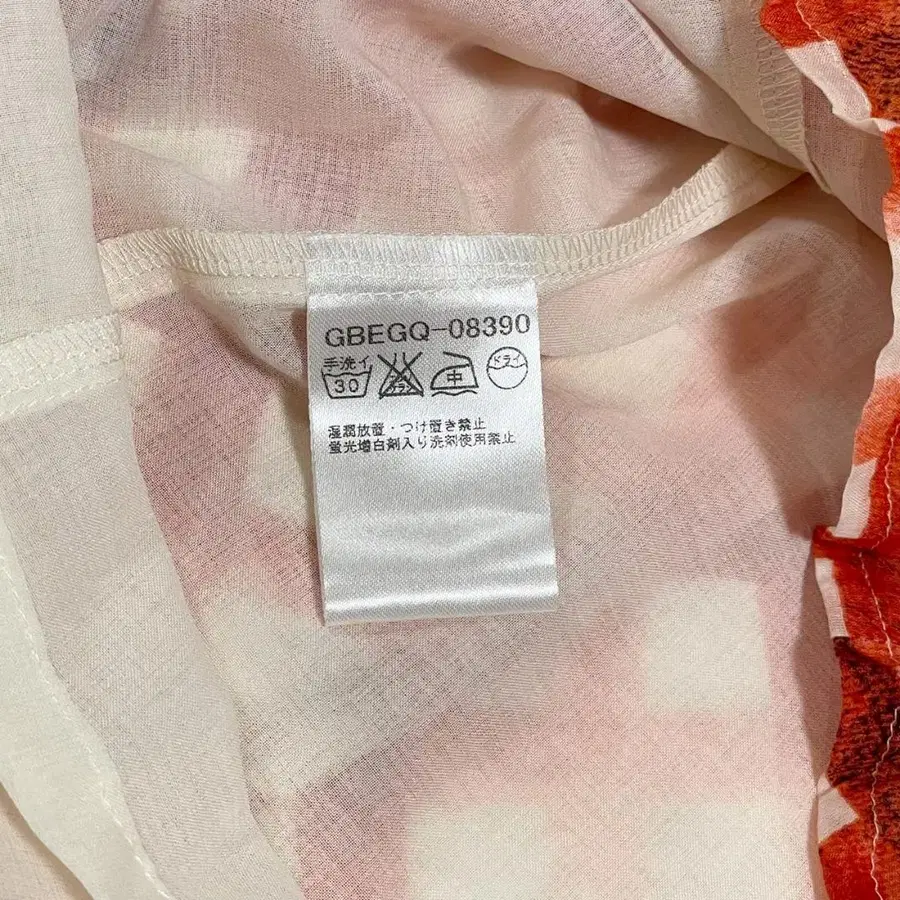 GBEGQ-08390
手洗イ
30
中
ドライ
湿潤放置・つけ置き禁止
蛍光増白剤入り洗剤使用禁止